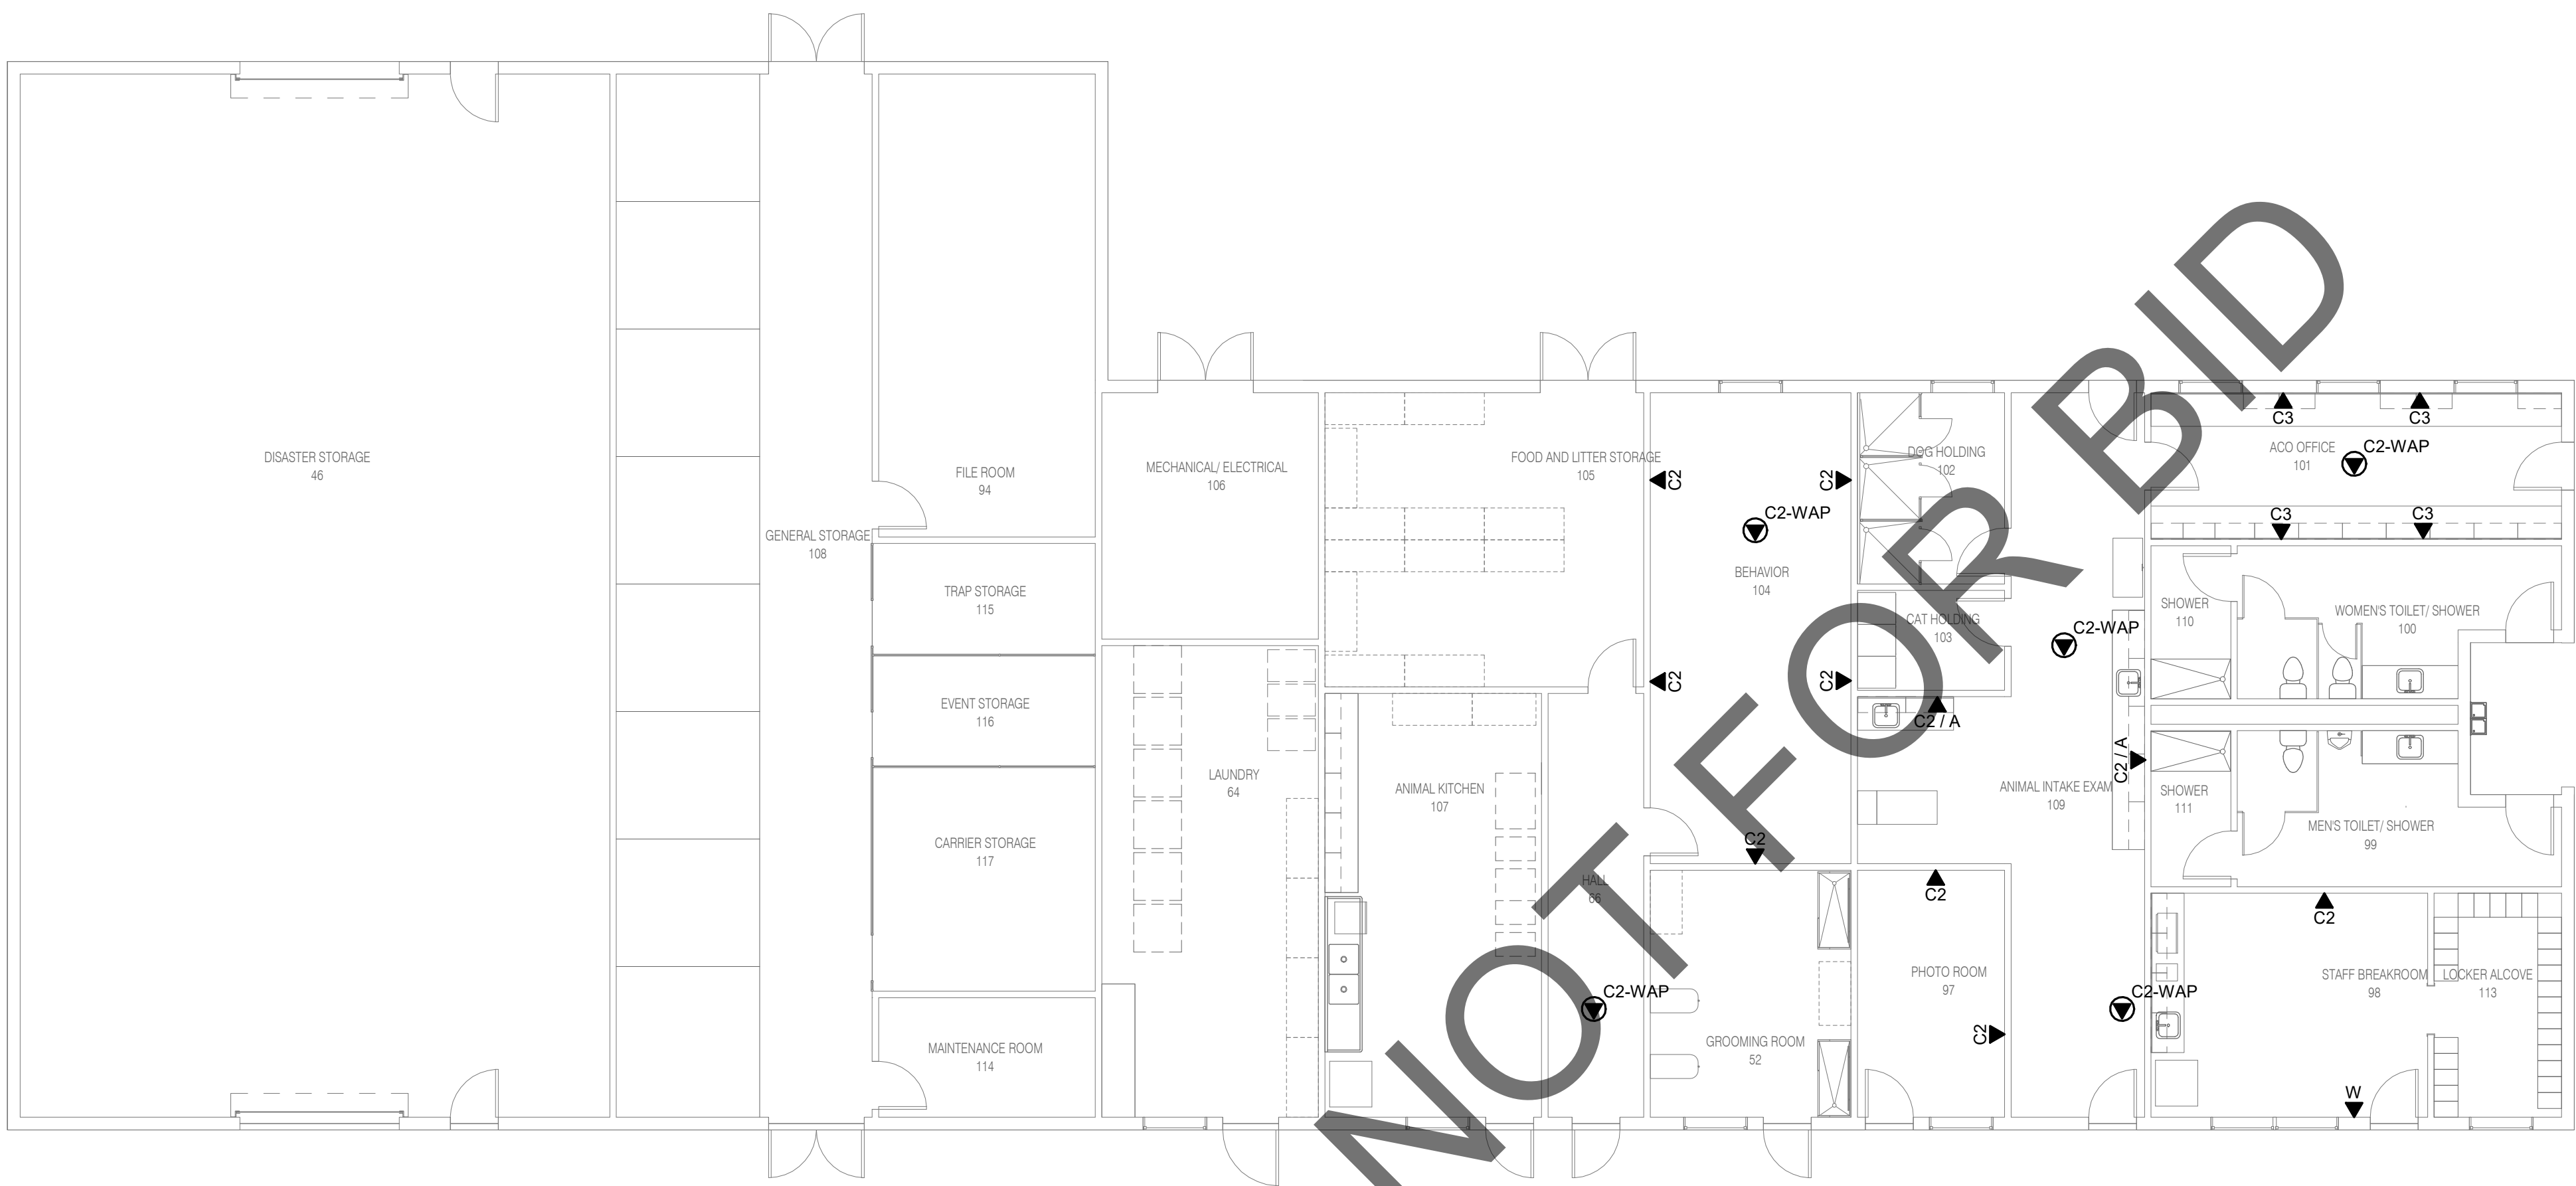 DISASTER STORAGE
46
GENERAL STORAGE
108
FILE ROOM
94
TRAP STORAGE
115
EVENT STORAGE
116
CARRIER STORAGE
117
MAINTENANCE ROOM
114
MECHANICAL/ ELECTRICAL
106
LAUNDRY
64
FOOD AND LITTER STORAGE
105
ANIMAL KITCHEN
107
HALL
66
C2-WAP
C2
C2
C2-WAP
BEHAVIOR
104
C2
C2
C2
GROOMING ROOM
52
DOG HOLDING
102
CAT HOLDING
103
C2 / A
C2-WAP
ANIMAL INTAKE EXAM
109
C2 / A
C2
PHOTO ROOM
97
C2
C2-WAP
C3
C3
ACO OFFICE
101
C2-WAP
C3
C3
SHOWER
110
WOMEN'S TOILET/ SHOWER
100
SHOWER
111
MEN'S TOILET/ SHOWER
99
C2
STAFF BREAKROOM
98
LOCKER ALCOVE
113
W
NOT FOR BID